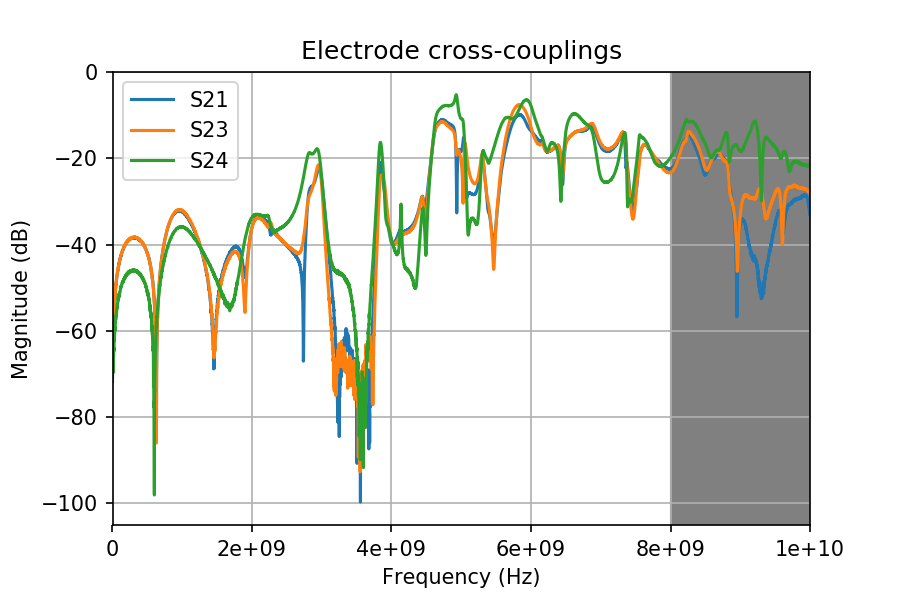 Electrode cross-couplings
S21
S23
S24
Magnitude (dB)
0
−20
−40
−60
−80
−100
0
2e+09
4e+09
6e+09
8e+09
1e+10
Frequency (Hz)